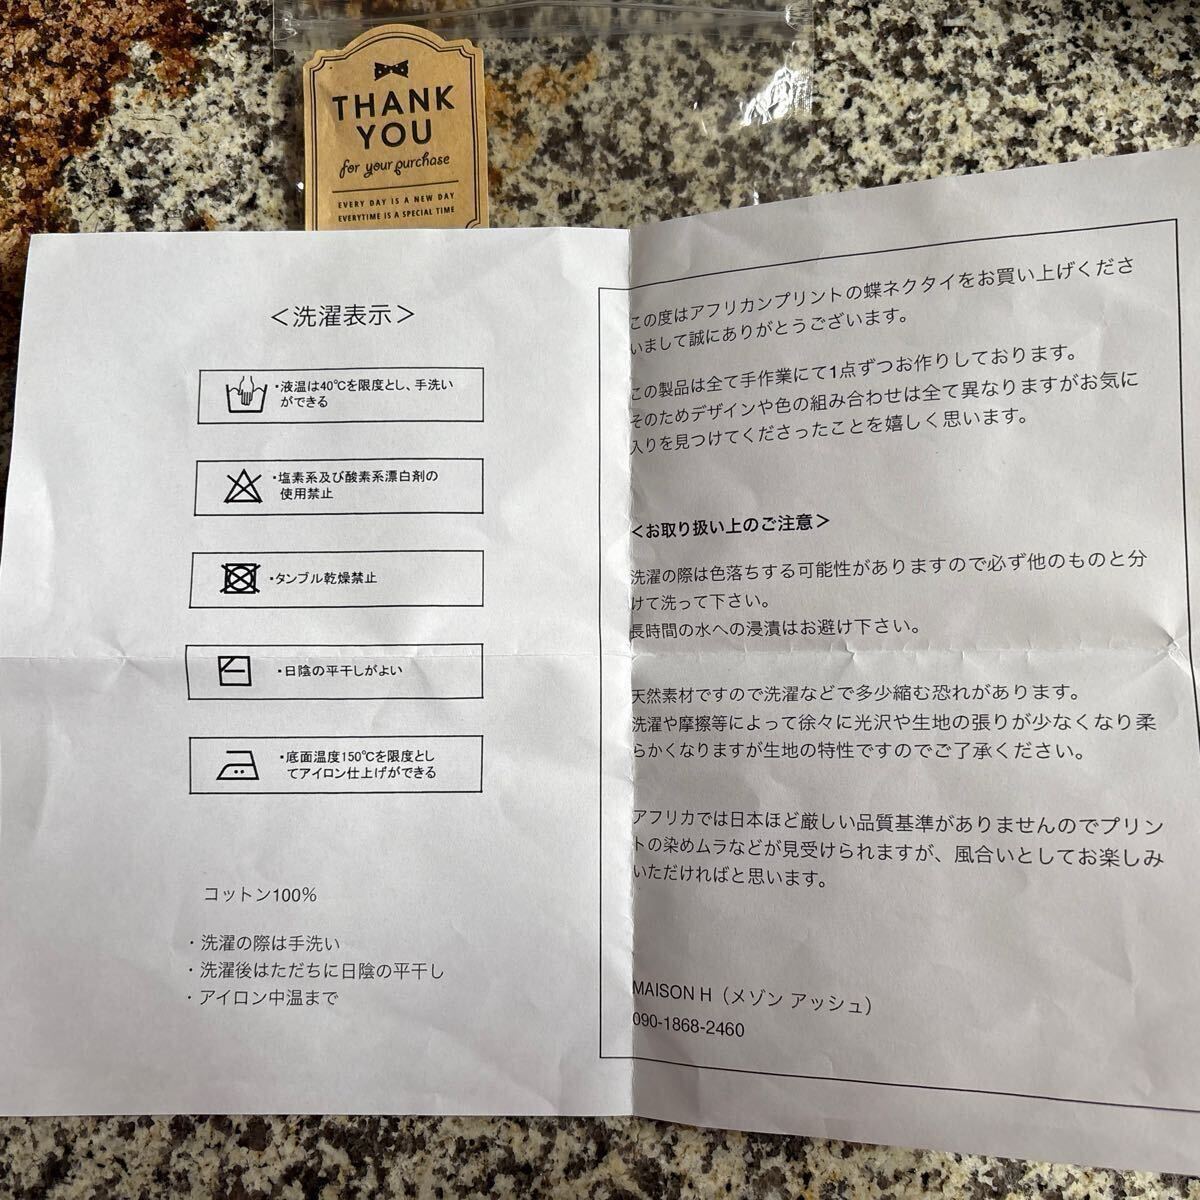 THANK
YOU
for your purchase
EVERY DAY IS A NEW DAY
EVERYTIME IS A SPECIAL TIME
＜洗濯表示＞
・液温は40℃を限度とし、手洗い
ができる
・塩素系及び酸素系漂白剤の
使用禁止
・タンブル乾燥禁止
・日陰の平干しがよい
・底面温度150℃を限度とし
てアイロン仕上げができる
コットン100%
・洗濯の際は手洗い
・洗濯後はただちに日陰の平干し
・アイロン中温まで
この度はアフリカンプリントの蝶ネクタイをお買い上げくださ
いまして誠にありがとうございます。
この製品は全て手作業にて1点ずつお作りしております。
そのためデザインや色の組み合わせは全て異なりますがお気に
入りを見つけてくださったことを嬉しく思います。
＜お取り扱い上のご注意＞
洗濯の際は色落ちする可能性がありますので必ず他のものと分
けて洗って下さい。
長時間の水への浸漬はお避け下さい。
天然素材ですので洗濯などで多少縮む恐れがあります。
洗濯や摩擦等によって徐々に光沢や生地の張りが少なくなり柔
らかくなりますが生地の特性ですのでご了承ください。
アフリカでは日本ほど厳しい品質基準がありませんのでプリン
トの染めムラなどが見受けられますが、風合いとしてお楽しみ
いただければと思います。
MAISON H（メゾン アッシュ）
090-1868-2460